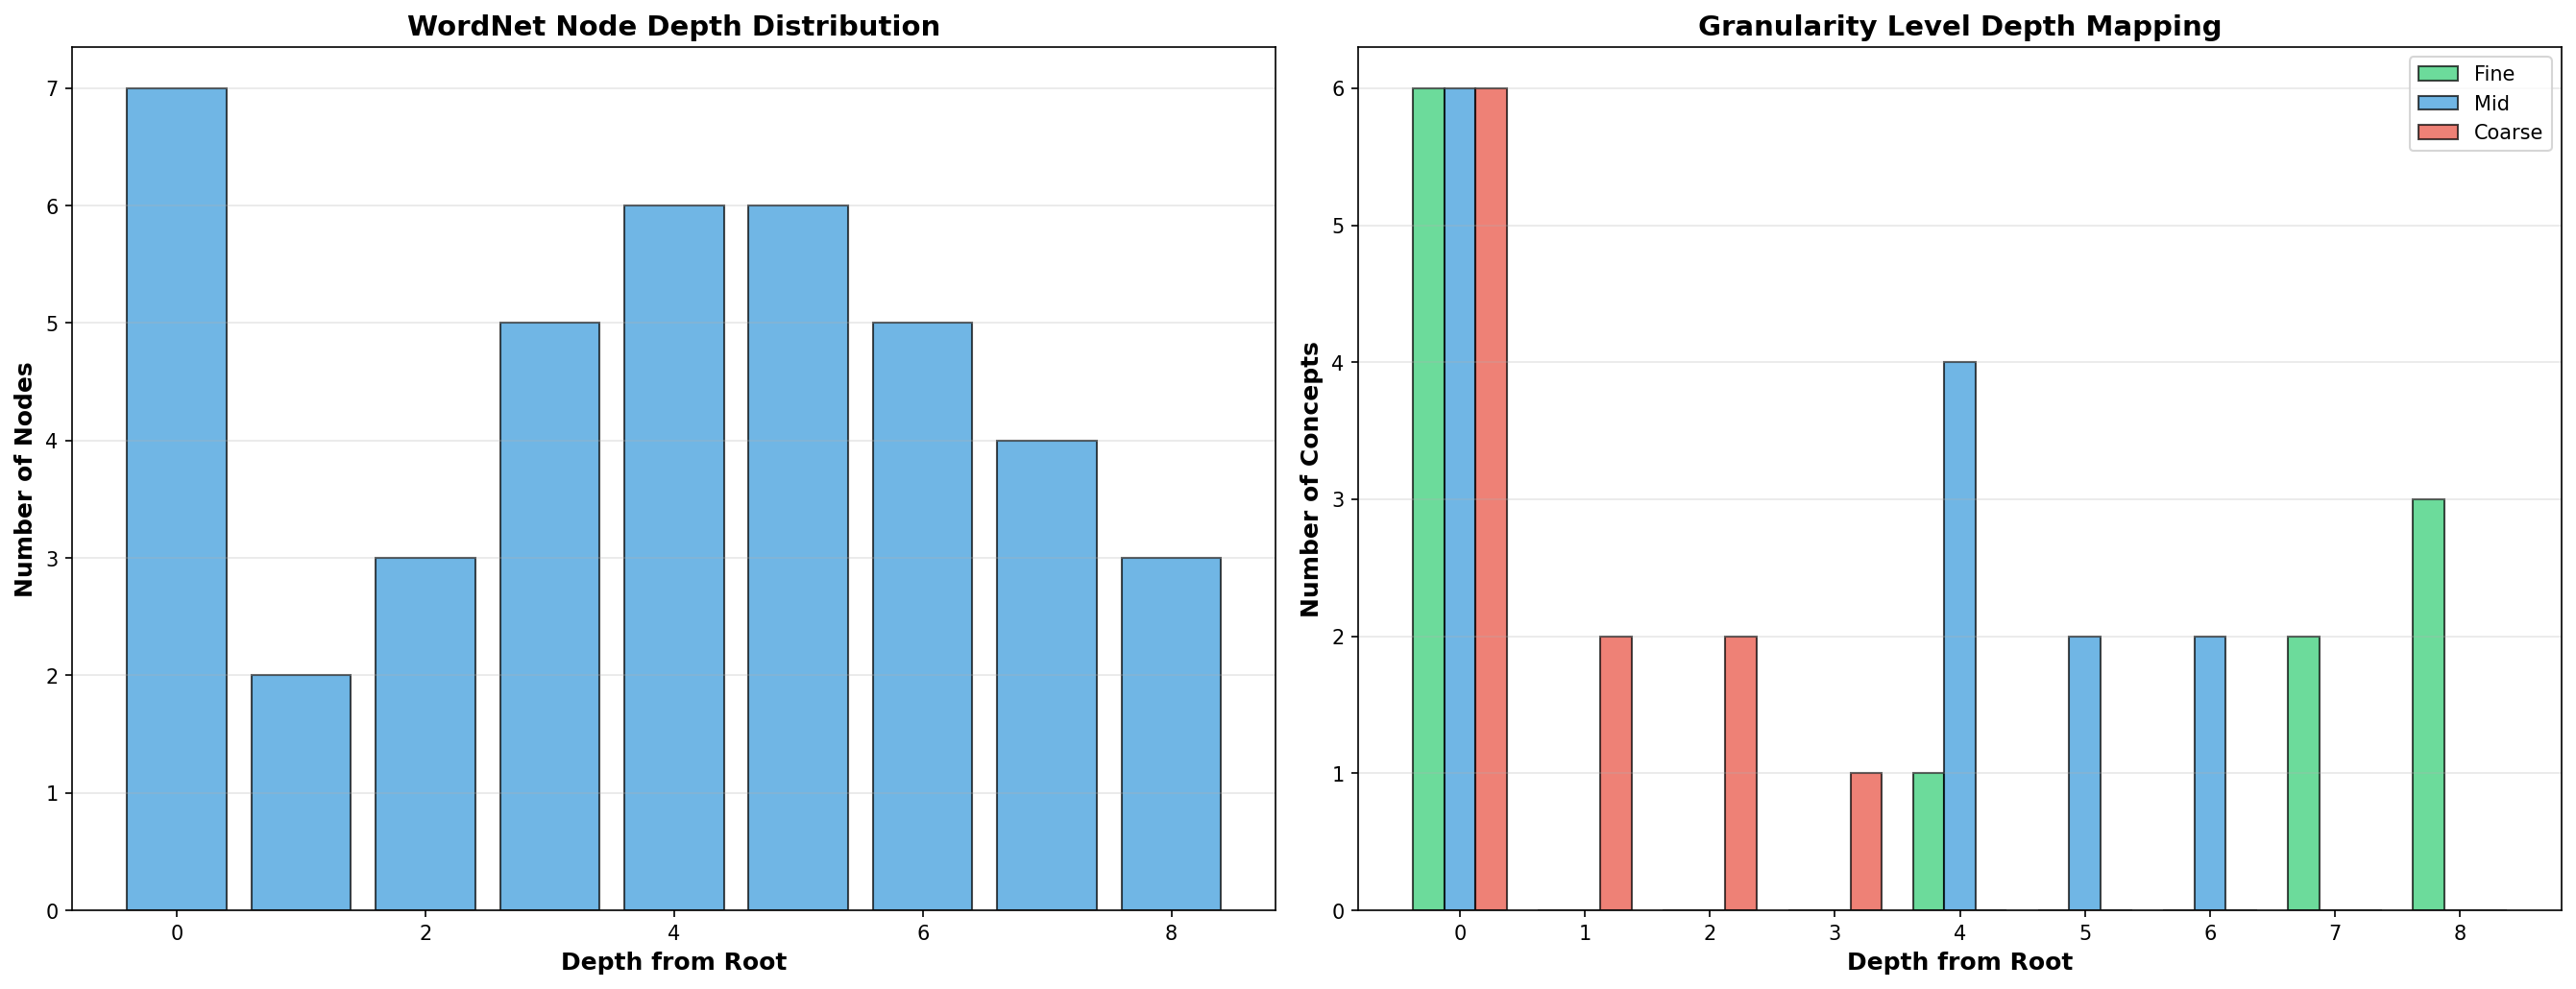 WordNet Node Depth Distribution
Number of Nodes
7
6
5
4
3
2
1
0
0 2 4 6 8
Depth from Root
Granularity Level Depth Mapping
Number of Concepts
6
5
4
3
2
1
0
0 1 2 3 4 5 6 7 8
Depth from Root
Fine
Mid
Coarse